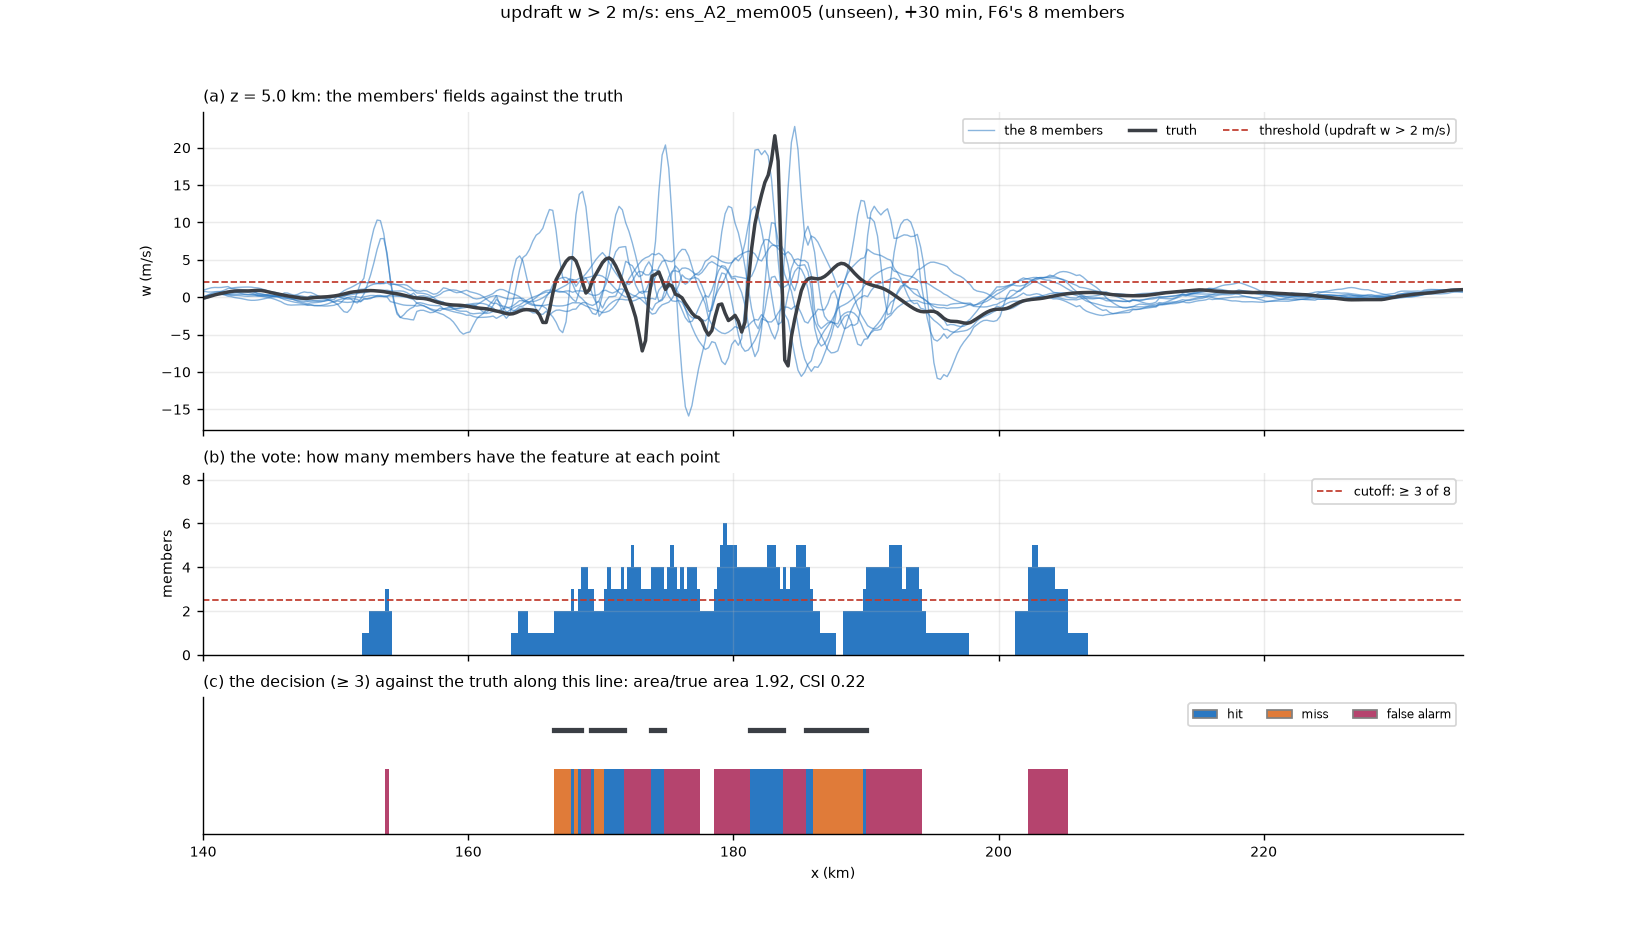 updraft w > 2 m/s: ens_A2_mem005 (unseen), +30 min, F6's 8 members
(a) z = 5.0 km: the members' fields against the truth
the 8 members
truth
threshold (updraft w > 2 m/s)
20
15
10
5
0
−5
−10
−15
w (m/s)
(b) the vote: how many members have the feature at each point
cutoff: ≥ 3 of 8
8
6
4
2
0
members
(c) the decision (≥ 3) against the truth along this line: area/true area 1.92, CSI 0.22
hit
miss
false alarm
140
160
180
200
220
x (km)